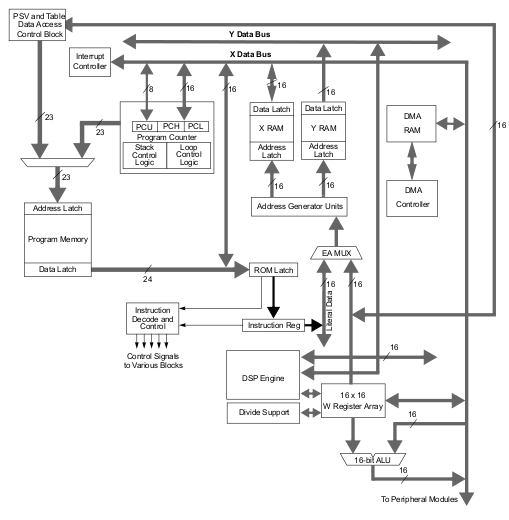 PSV and Table
Data Access
Control Block
Y Data Bus
X Data Bus
Interrupt
Controller
8
16
16
16
16
23
23
16
PCU PCH PCL
Program Counter
Stack
Control
Logic
Loop
Control
Logic
Data Latch
X RAM
Address
Latch
Data Latch
Y RAM
Address
Latch
DMA
RAM
DMA
Controller
23
16
16
Address Latch
Program Memory
Data Latch
Address Generator Units
EA MUX
24
ROM Latch
16
16
Literal Data
Instruction
Decode and
Control
Instruction Reg
Control Signals
to Various Blocks
16
DSP Engine
Divide Support
16 x 16
W Register Array
16
16-bit ALU
16
To Peripheral Modules